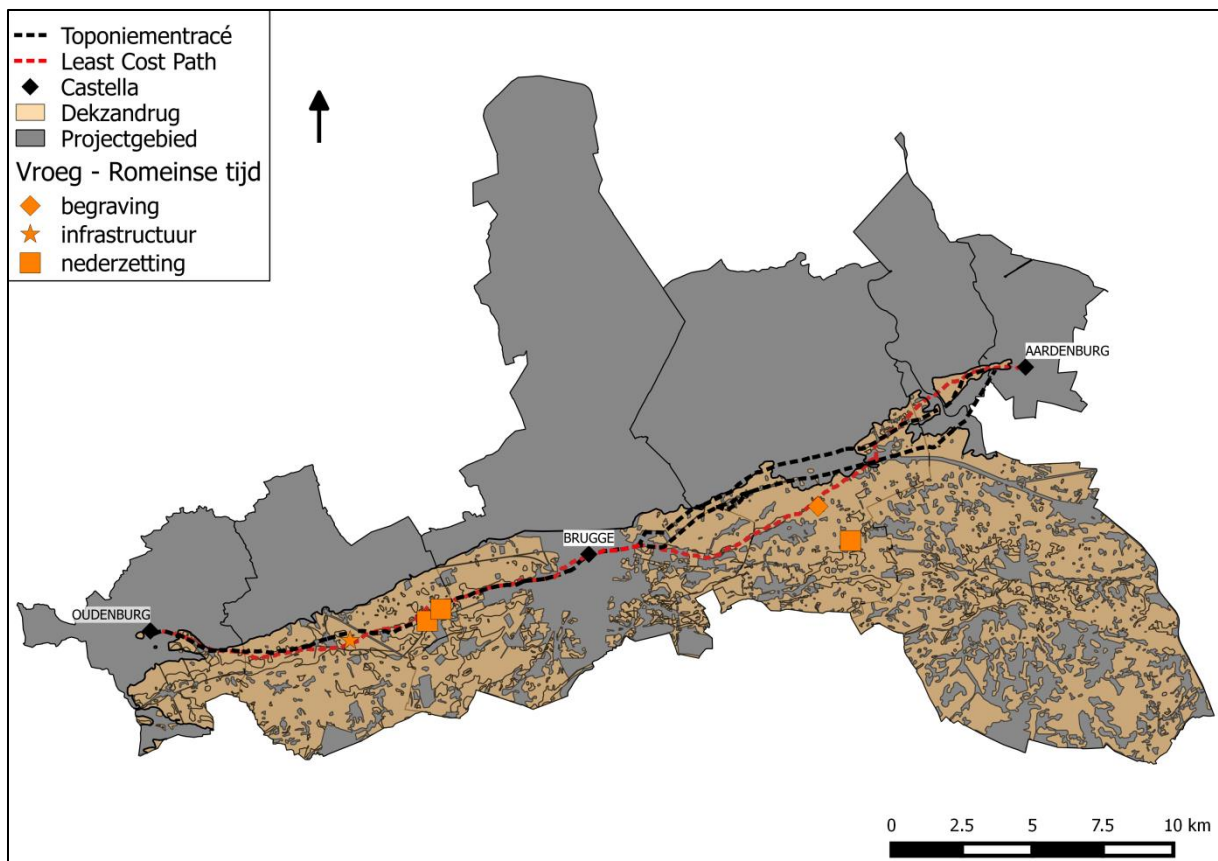 Toponiementracé
Least Cost Path
Castella
Dekzandrug
Projectgebied
Vroeg - Romeinse tijd
begraving
infrastructuur
nederzetting
AARDENBURG
BRUGGE
OUDENBURG
0 2.5 5 7.5 10 km